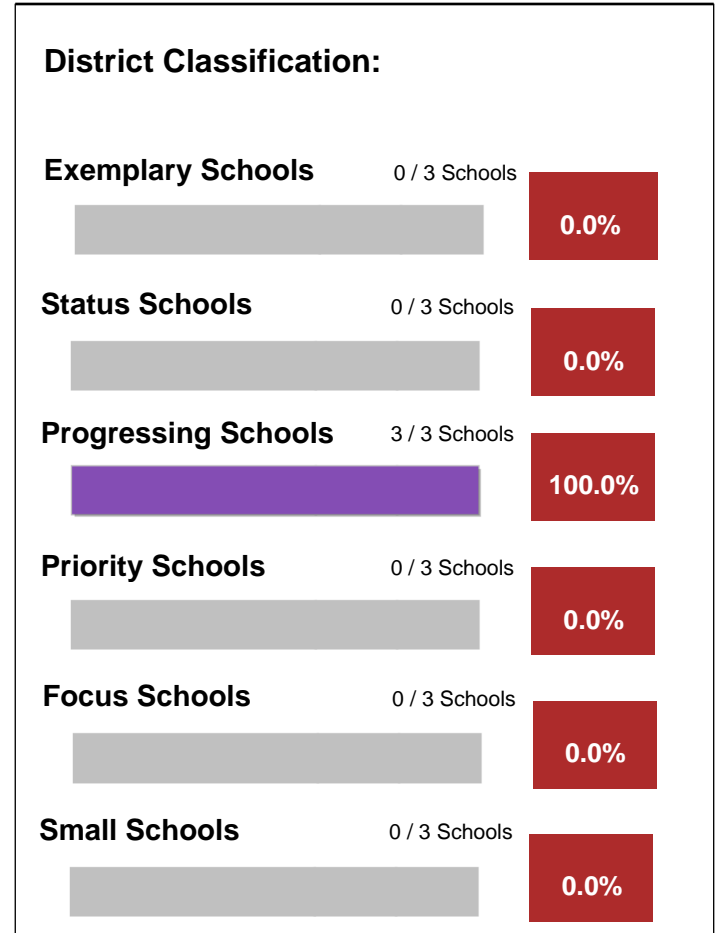 District Classification:
Exemplary Schools 0 / 3 Schools
0.0%
Status Schools 0 / 3 Schools
0.0%
Progressing Schools 3 / 3 Schools
100.0%
Priority Schools 0 / 3 Schools
0.0%
Focus Schools 0 / 3 Schools
0.0%
Small Schools 0 / 3 Schools
0.0%